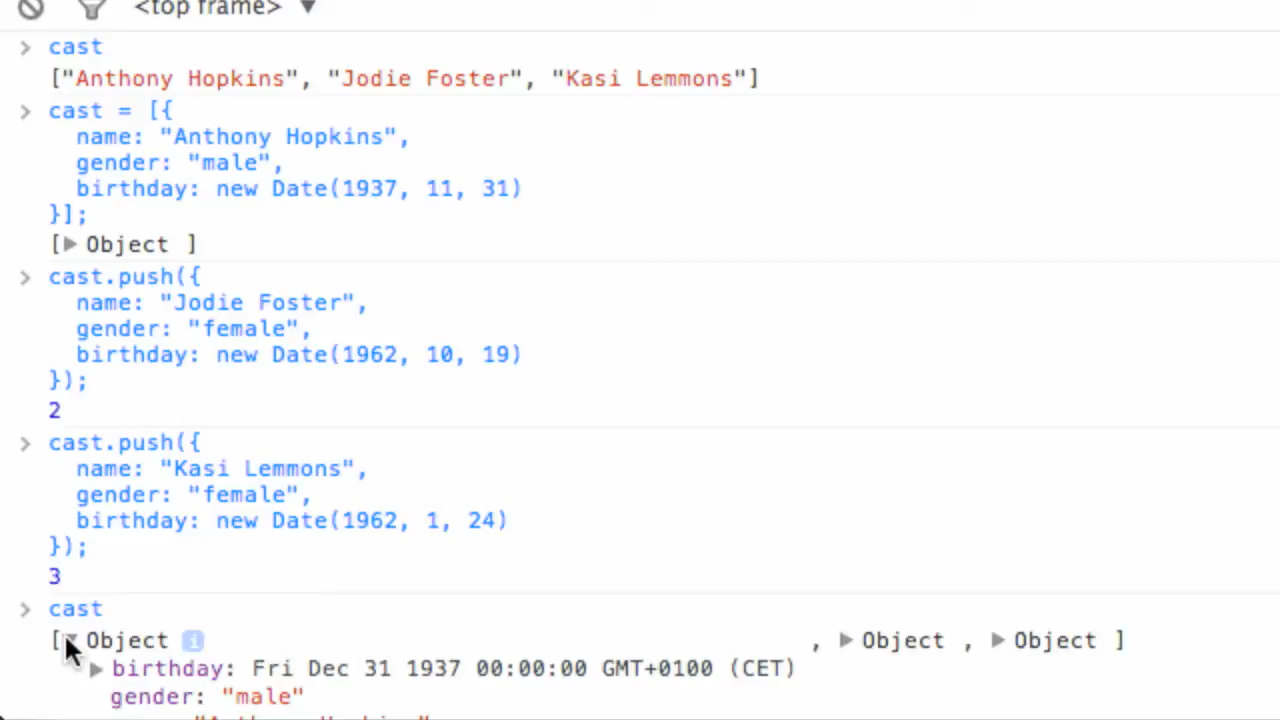 <top frame> ▼
> cast
["Anthony Hopkins", "Jodie Foster", "Kasi Lemmons"]
> cast = [{
name: "Anthony Hopkins",
gender: "male",
birthday: new Date(1937, 11, 31)
}];
[▶ Object ]
> cast.push({
name: "Jodie Foster",
gender: "female",
birthday: new Date(1962, 10, 19)
});
2
> cast.push({
name: "Kasi Lemmons",
gender: "female",
birthday: new Date(1962, 1, 24)
});
3
> cast
[▼ Object i , ▶ Object , ▶ Object ]
▶ birthday: Fri Dec 31 1937 00:00:00 GMT+0100 (CET)
gender: "male"